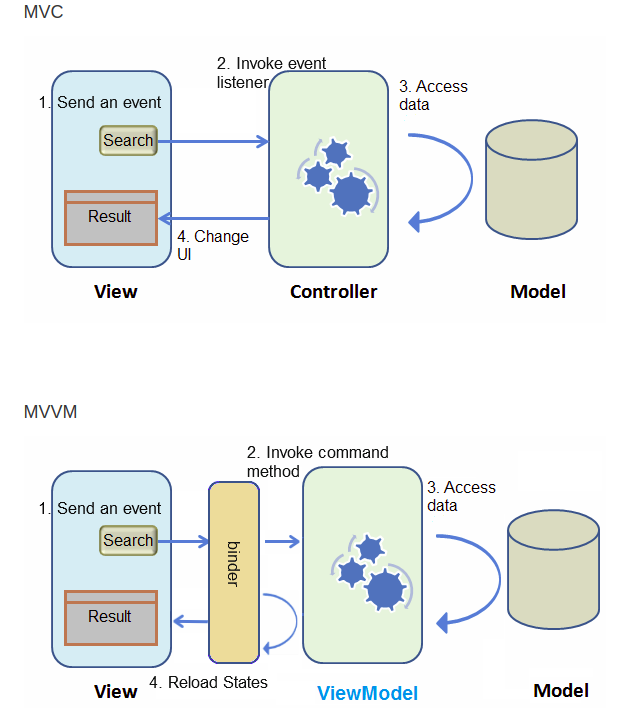 MVC
2. Invoke event
listener
3. Access
data
1. Send an event
Search
Result
4. Change
UI
View
Controller
Model
MVVM
2. Invoke command
method
3. Access
data
1. Send an event
Search
binder
Result
4. Reload States
View
ViewModel
Model